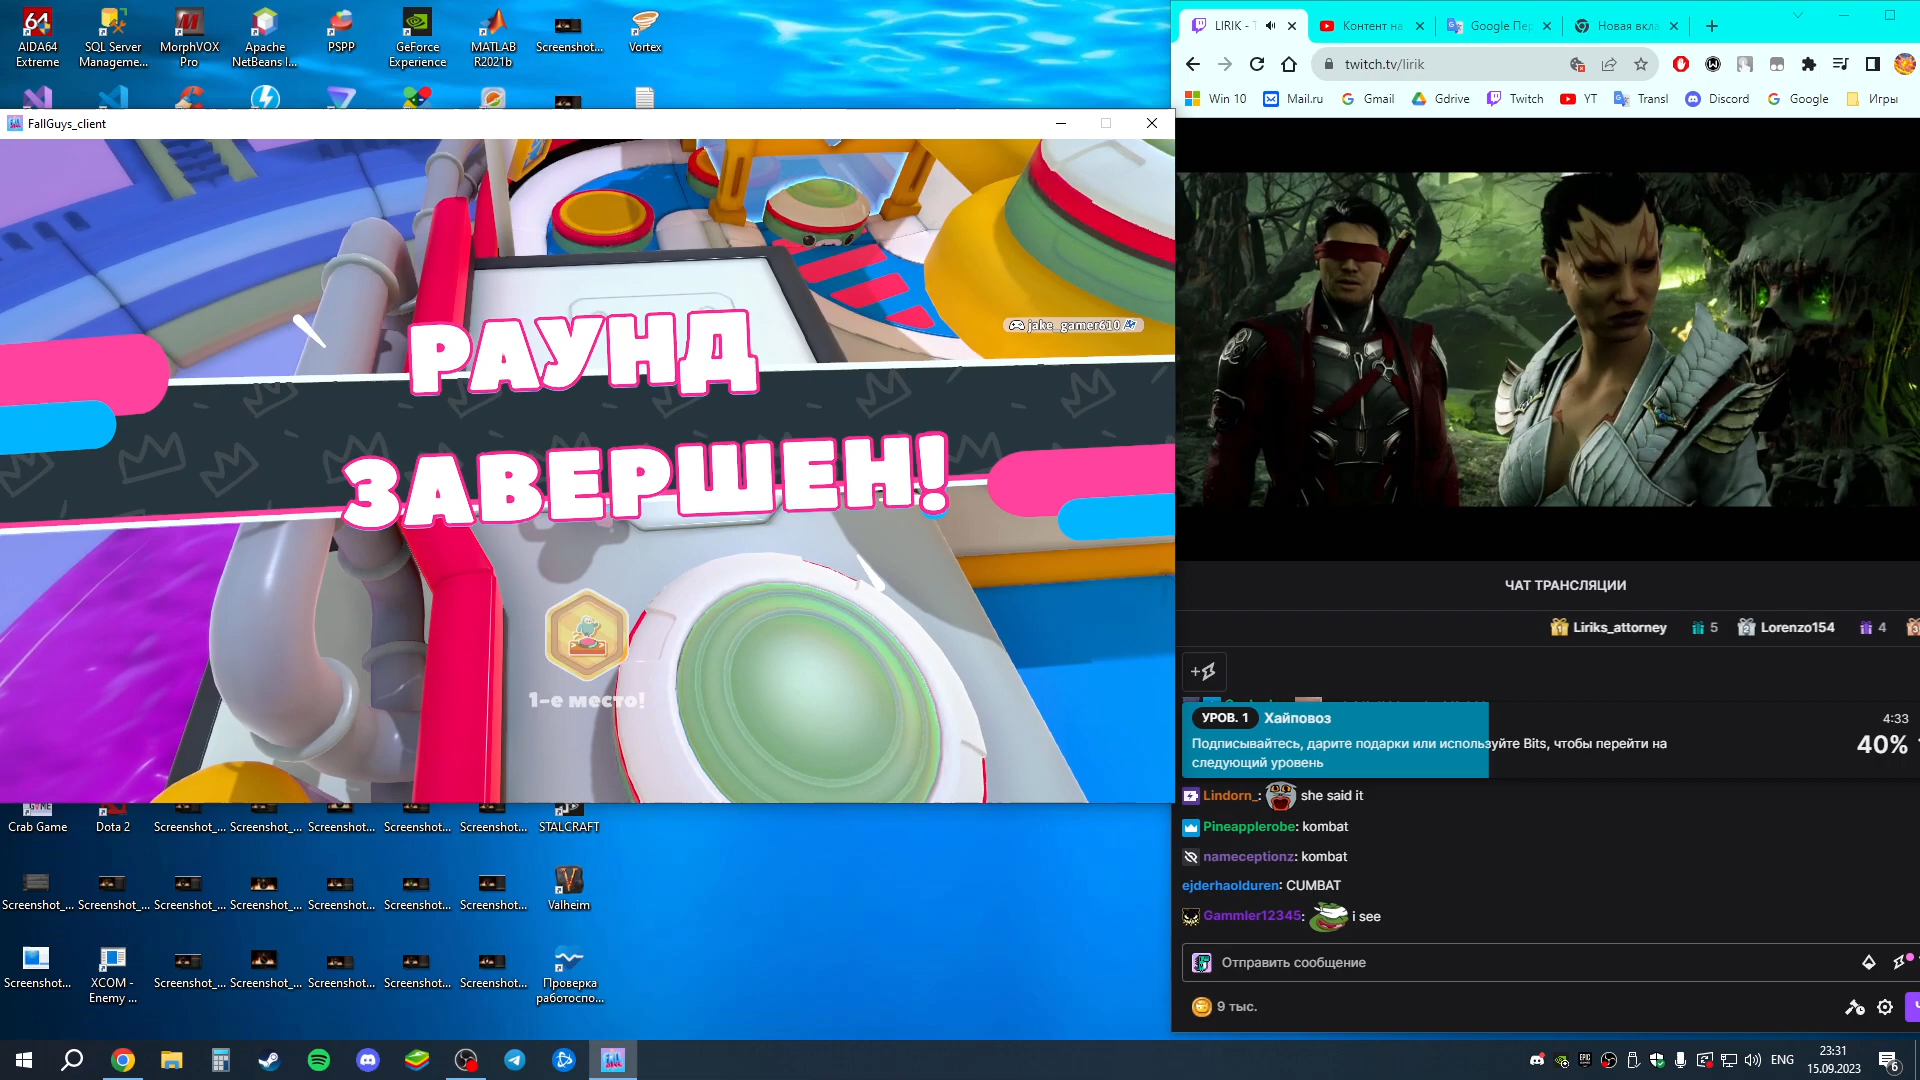 AIDA64 Extreme
SQL Server Manageme...
MorphVOX Pro
Apache NetBeans I...
PSPP
GeForce Experience
MATLAB R2021b
Screenshot...
Vortex
FallGuys_client
jake_gamer610
РАУНД
ЗАВЕРШЕН!
1-е место!
Crab Game
Dota 2
Screenshot_...
Screenshot_...
Screenshot...
Screenshot...
Screenshot...
STALCRAFT
Screenshot_...
Screenshot_...
Screenshot_...
Screenshot_...
Screenshot...
Screenshot...
Screenshot...
Valheim
Screenshot...
XCOM - Enemy ...
Screenshot_...
Screenshot_...
Screenshot...
Screenshot...
Screenshot...
Проверка работоспо...
LIRIK - T
Контент на
Google Пер
Новая вкла
twitch.tv/lirik
Win 10
Mail.ru
Gmail
Gdrive
Twitch
YT
Transl
Discord
Google
Игры
ЧАТ ТРАНСЛЯЦИИ
Liriks_attorney
5
Lorenzo154
4
УРОВ. 1
Хайповоз
4:33
Подписывайтесь, дарите подарки или используйте Bits, чтобы перейти на
следующий уровень
40%
Lindorn_: she said it
Pineapplerobe: kombat
nameceptionz: kombat
ejderhaolduren: CUMBAT
Gammler12345: i see
Отправить сообщение
9 тыс.
ENG
23:31
15.09.2023
6